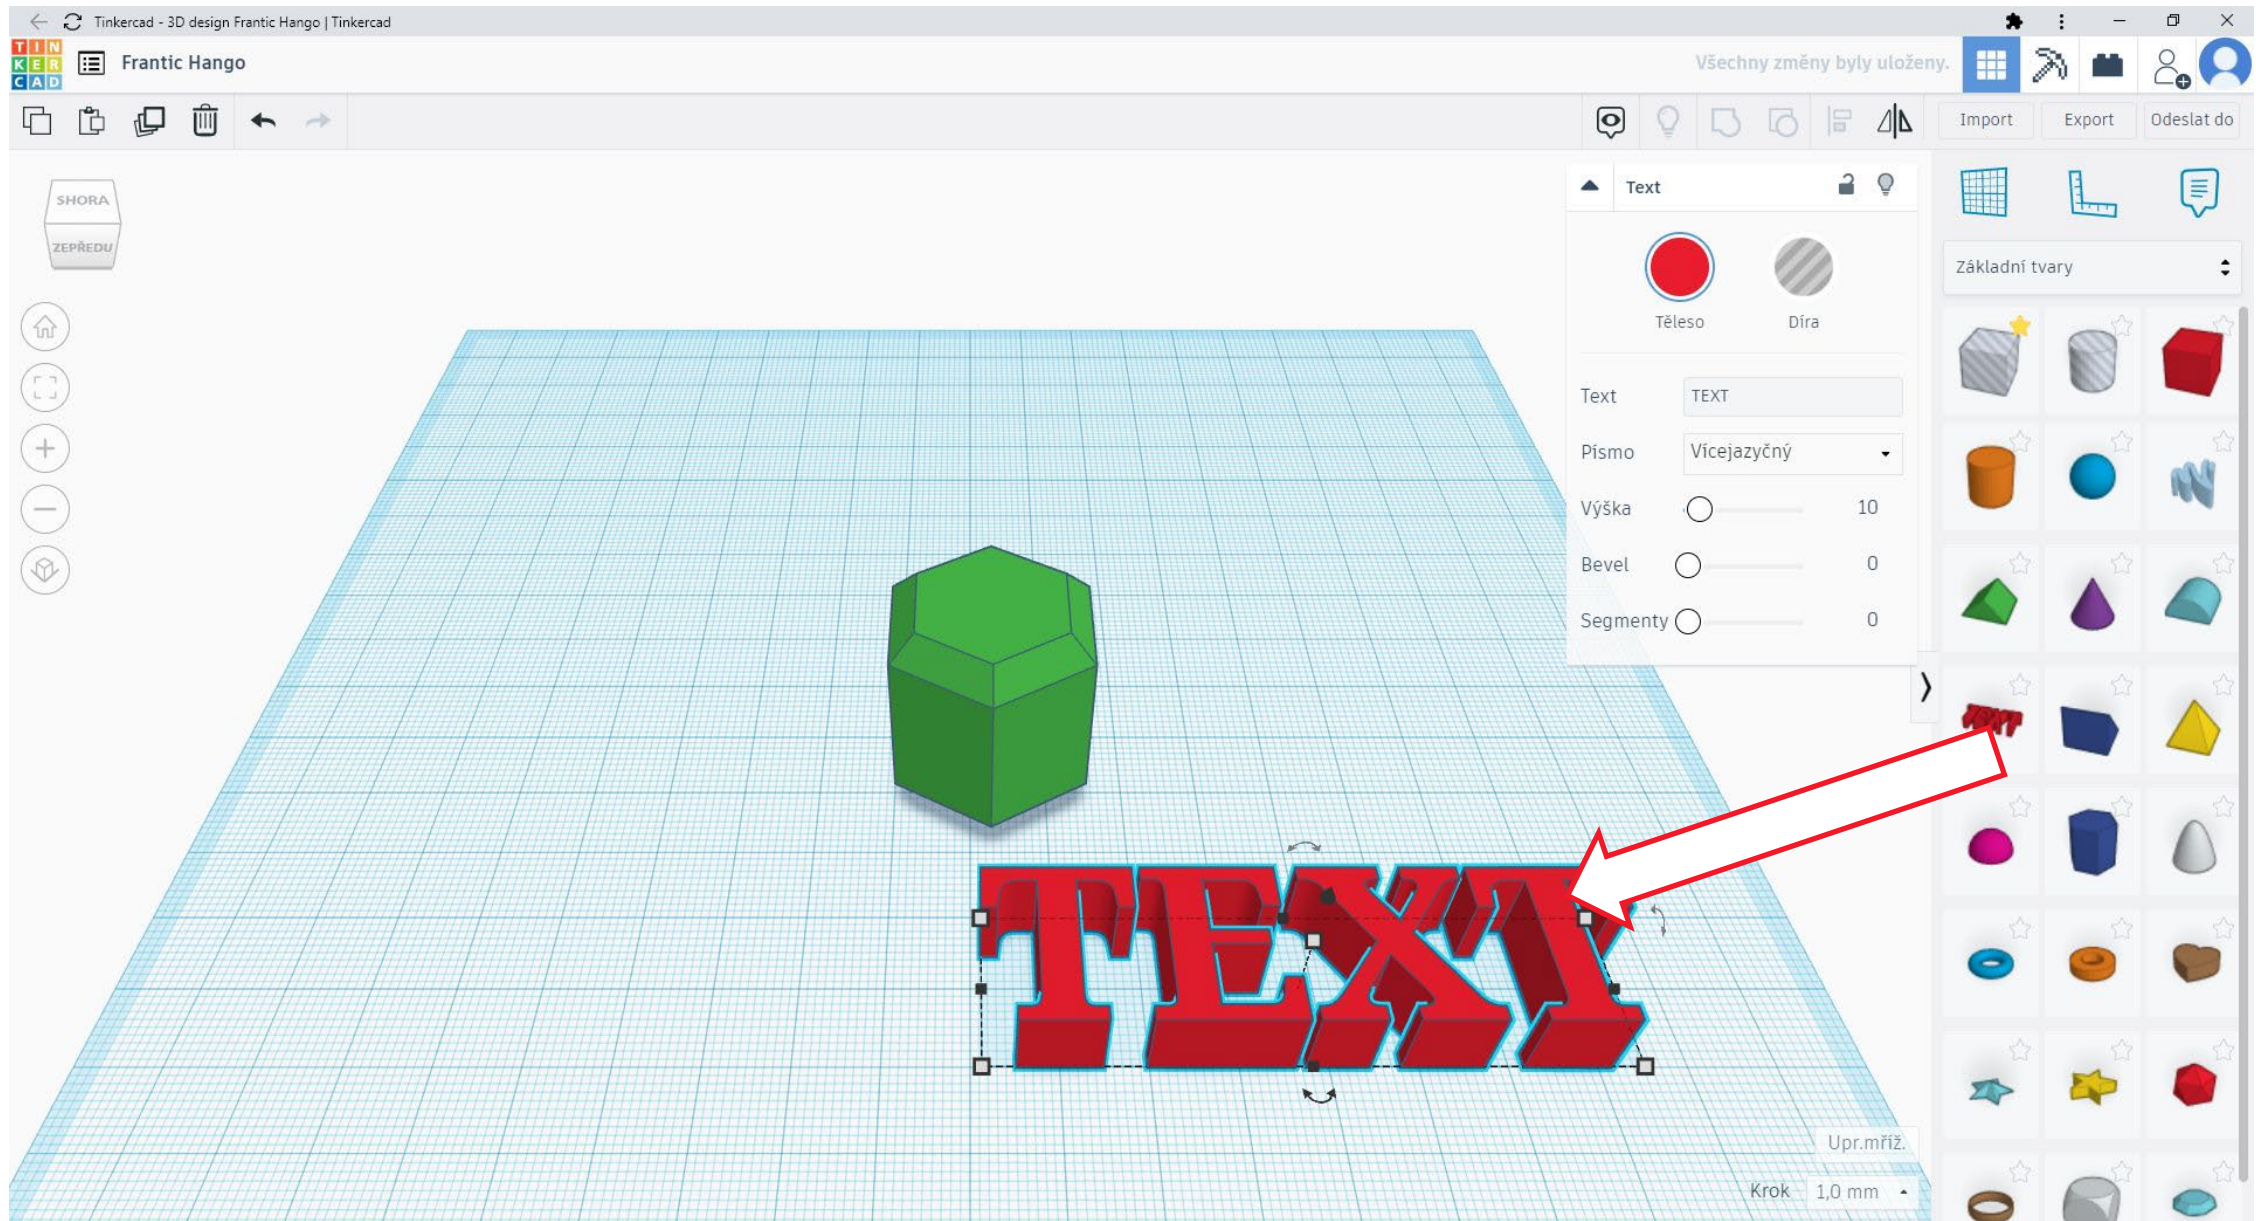 Tinkercad - 3D design Frantic Hango | Tinkercad
TIN
KER
CAD
Frantic Hango
Všechny změny byly uloženy.
Import
Export
Odeslat do
SHORA
ZEPŘEDU
Text
Těleso
Díra
Text
TEXT
Písmo
Vícejazyčný
Výška
10
Bevel
0
Segmenty
0
Základní tvary
TEXT
TEXT
Upr.mříž.
Krok
1,0 mm